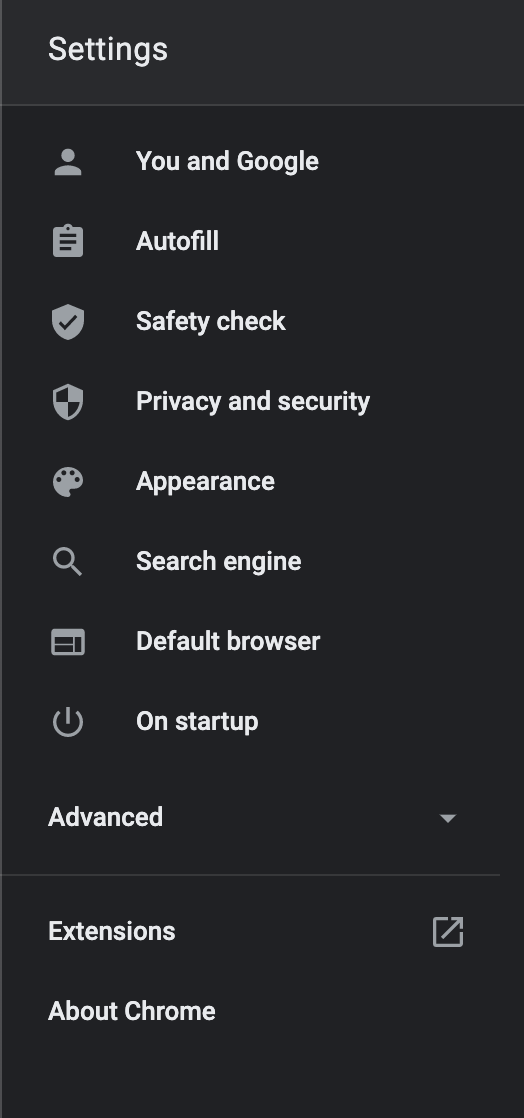 Settings
You and Google
Autofill
Safety check
Privacy and security
Appearance
Search engine
Default browser
On startup
Advanced
Extensions
About Chrome